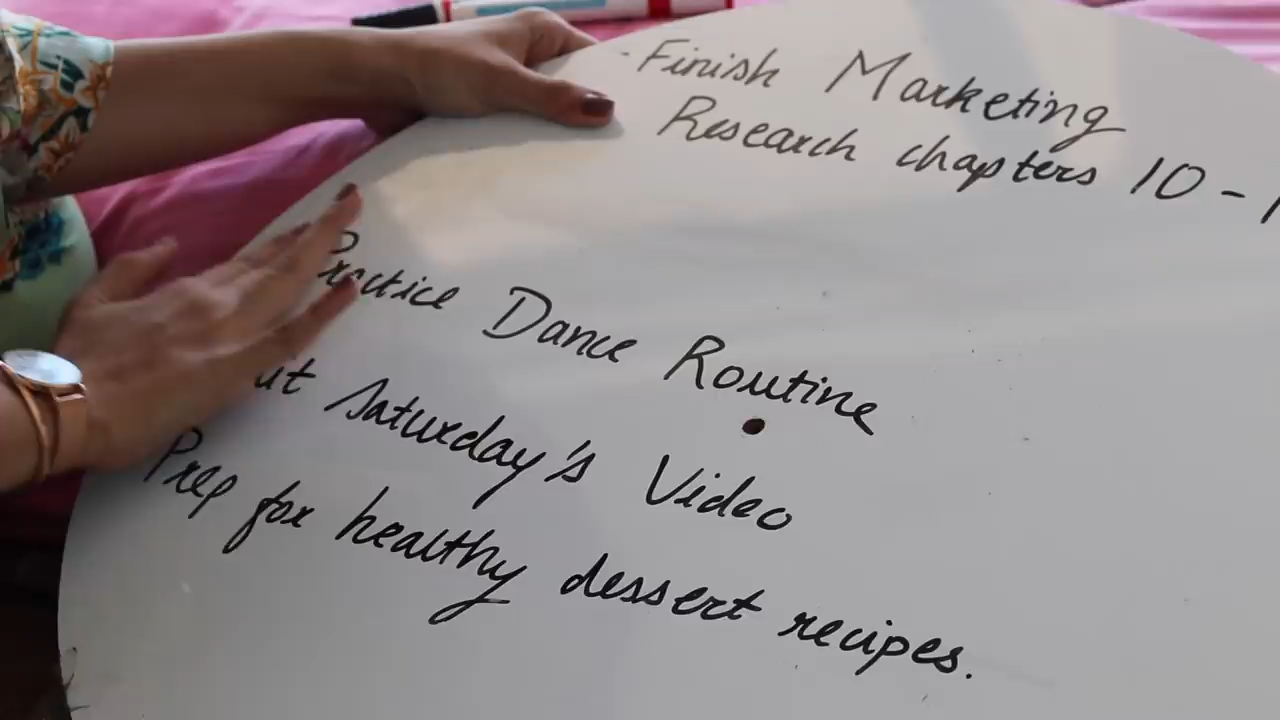 - Finish Marketing
Research chapters 10 -
Practice Dance Routine
Saturday's Video
Prep for healthy dessert recipes.